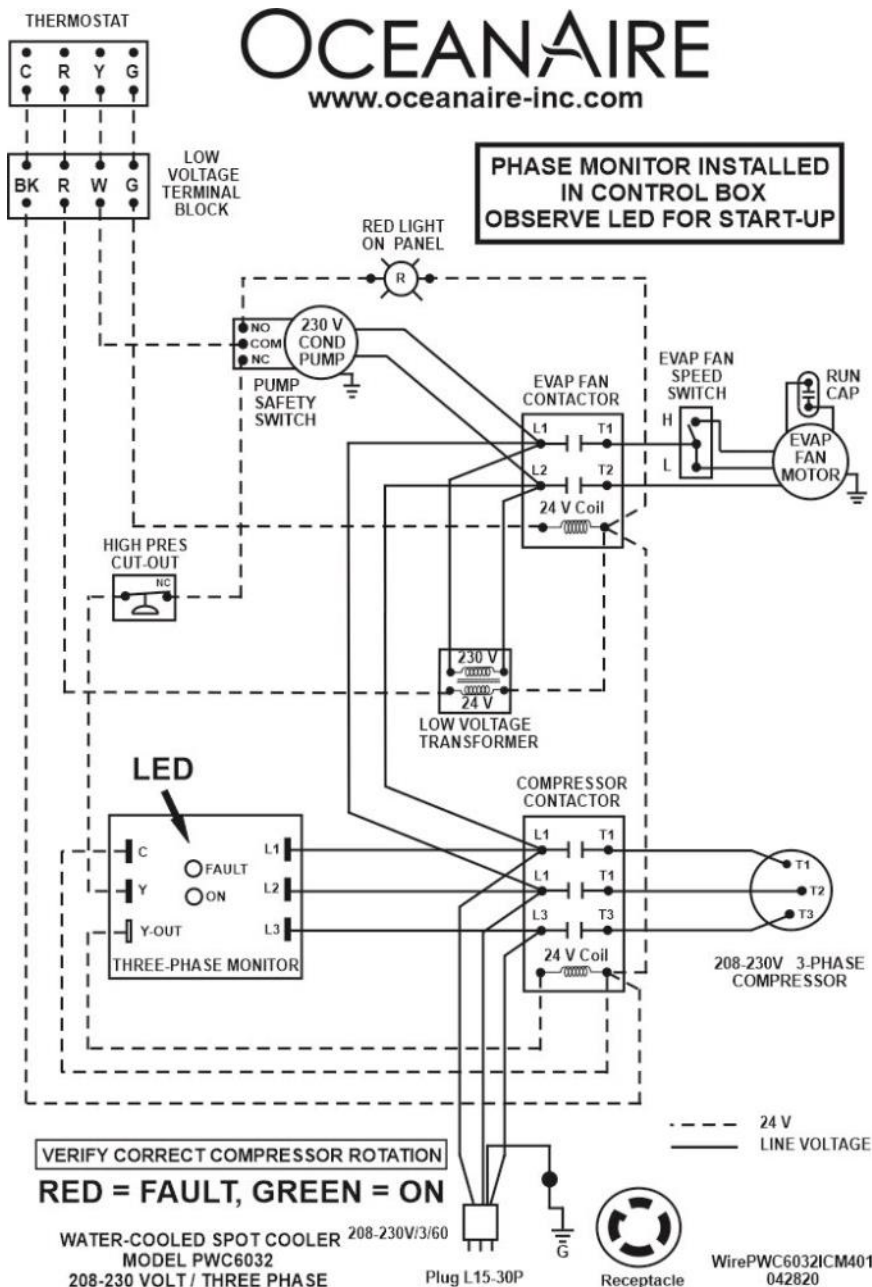 THERMOSTAT
OCEANAIRE
www.oceanaire-inc.com
C R Y G
LOW
VOLTAGE
TERMINAL
BLOCK
BK R W G
PHASE MONITOR INSTALLED
IN CONTROL BOX
OBSERVE LED FOR START-UP
RED LIGHT
ON PANEL
R
NO
COM
NC
230 V
COND
PUMP
PUMP
SAFETY
SWITCH
EVAP FAN
CONTACTOR
L1 T1
L2 T2
24 V Coil
EVAP FAN
SPEED
SWITCH
H
L
RUN
CAP
EVAP
FAN
MOTOR
HIGH PRES
CUT-OUT
NC
230 V
24 V
LOW VOLTAGE
TRANSFORMER
LED
C
Y
Y-OUT
FAULT
ON
L1
L2
L3
THREE-PHASE MONITOR
COMPRESSOR
CONTACTOR
L1 T1
L1 T1
L3 T3
24 V Coil
T1
T2
T3
208-230V 3-PHASE
COMPRESSOR
24 V
LINE VOLTAGE
VERIFY CORRECT COMPRESSOR ROTATION
RED = FAULT, GREEN = ON
WATER-COOLED SPOT COOLER
MODEL PWC6032
208-230 VOLT / THREE PHASE
208-230V/3/60
Plug L15-30P
G
Receptacle
WirePWC6032ICM401
042820